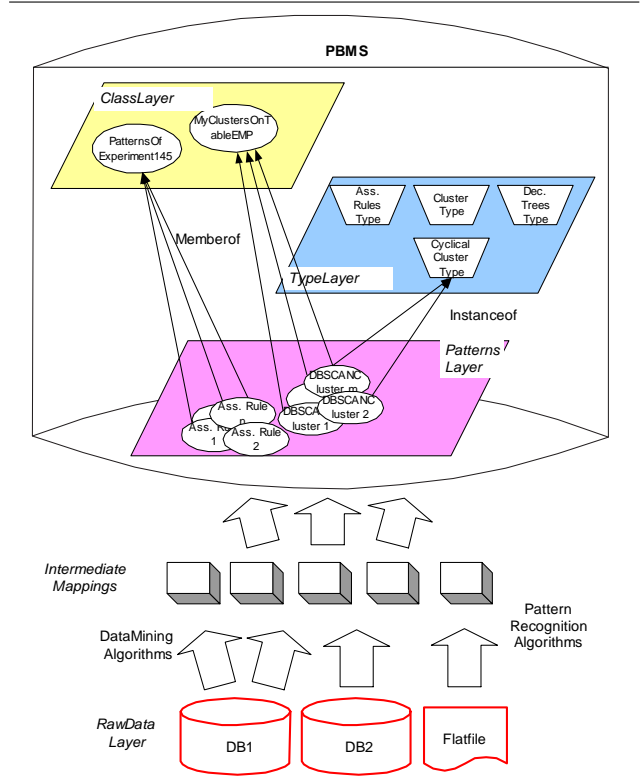 PBMS
ClassLayer
MyClustersOnT
ableEMP
PatternsOf
Experiment145
Ass.
Rules
Type
Cluster
Type
Dec.
Trees
Type
Memberof
Cyclical
Cluster
Type
TypeLayer
Instanceof
Patterns
Layer
DBSCANC
luster m
DBSCANC
luster 2
luster 1
Ass. Rule
n
1
Ass. Rule
2
Intermediate
Mappings
DataMining
Algorithms
Pattern
Recognition
Algorithms
RawData
Layer
DB1
DB2
Flatfile